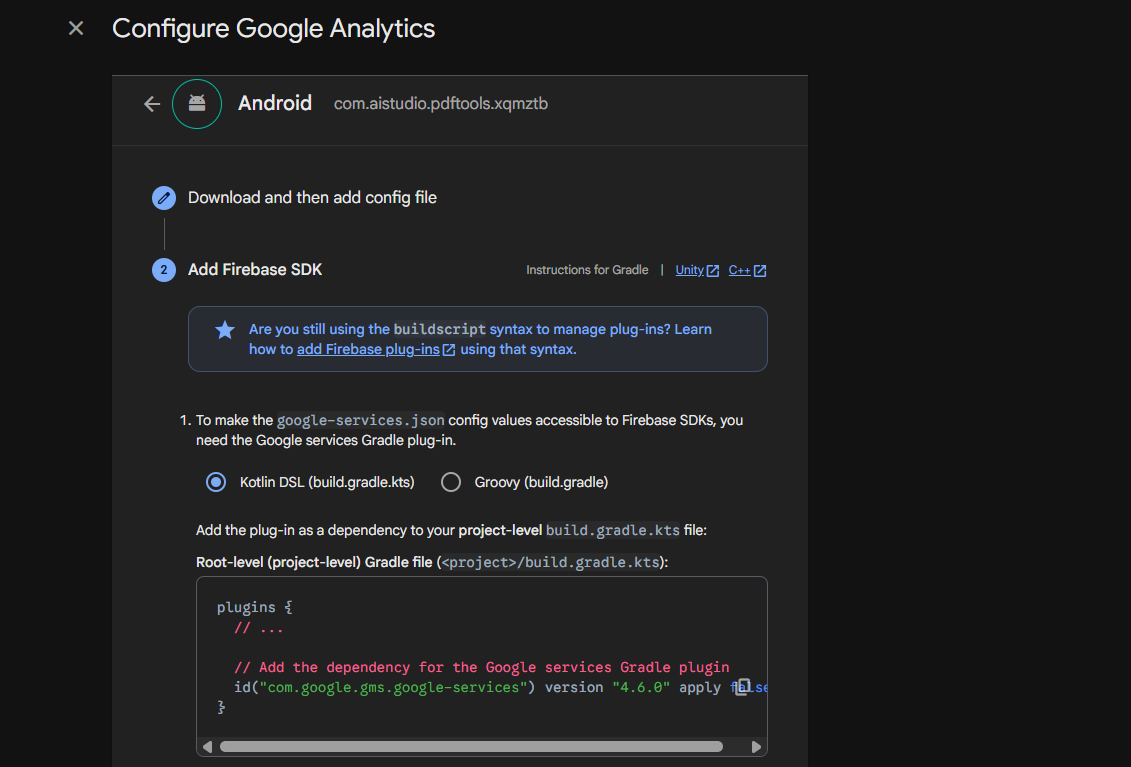 Configure Google Analytics
Android com.aistudio.pdftools.xqmztb
Download and then add config file
2 Add Firebase SDK Instructions for Gradle | Unity C++
Are you still using the buildscript syntax to manage plug-ins? Learn
how to add Firebase plug-ins using that syntax.
1. To make the google-services.json config values accessible to Firebase SDKs, you
need the Google services Gradle plug-in.
Kotlin DSL (build.gradle.kts) Groovy (build.gradle)
Add the plug-in as a dependency to your project-level build.gradle.kts file:
Root-level (project-level) Gradle file (<project>/build.gradle.kts):
plugins {
// ...
// Add the dependency for the Google services Gradle plugin
id("com.google.gms.google-services") version "4.6.0" apply false
}